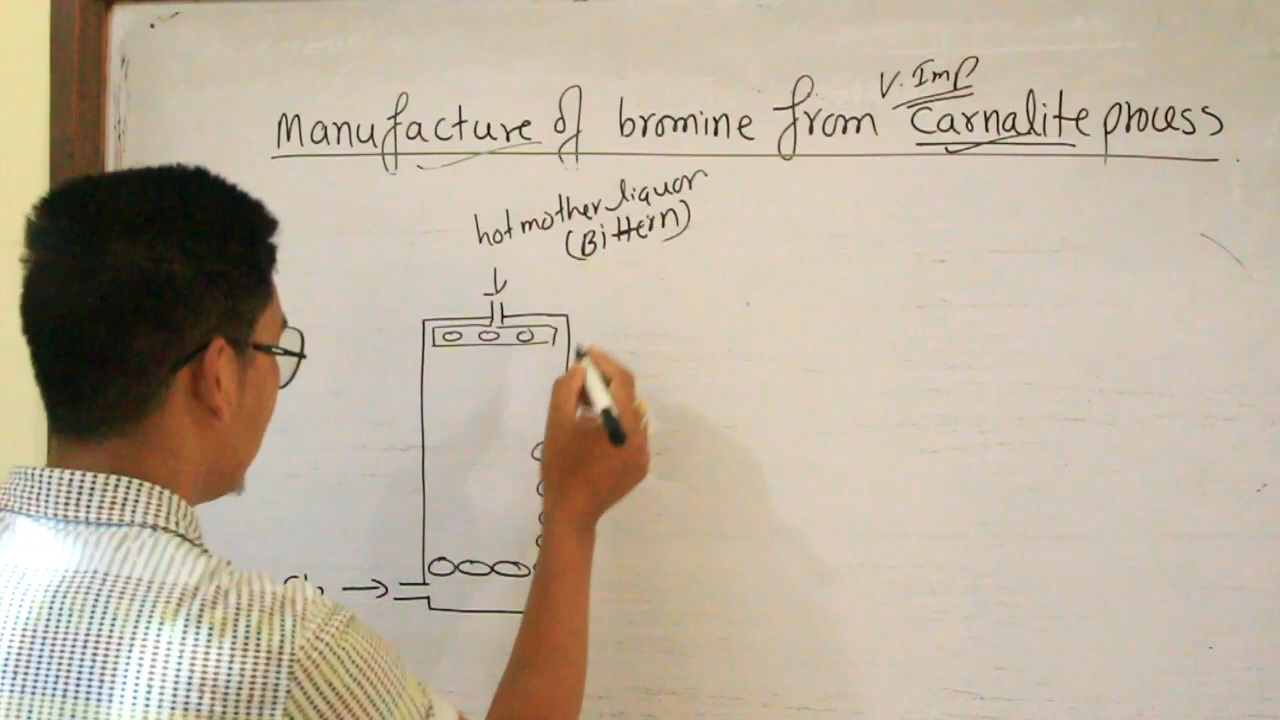 V. Imp
Manufacture of bromine from Carnalite process
hot mother liquor
(Bittern)